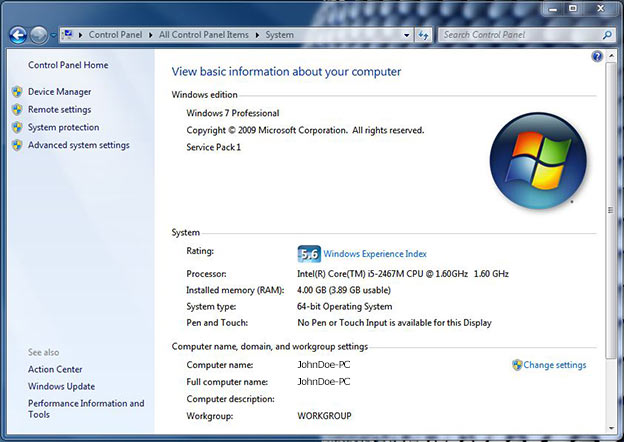 Control Panel
All Control Panel Items
System
Search Control Panel
Control Panel Home
Device Manager
Remote settings
System protection
Advanced system settings
See also
Action Center
Windows Update
Performance Information and
Tools
View basic information about your computer
Windows edition
Windows 7 Professional
Copyright © 2009 Microsoft Corporation. All rights reserved.
Service Pack 1
System
Rating: 5,6 Windows Experience Index
Processor: Intel(R) Core(TM) i5-2467M CPU @ 1.60GHz 1.60 GHz
Installed memory (RAM): 4.00 GB (3.89 GB usable)
System type: 64-bit Operating System
Pen and Touch: No Pen or Touch Input is available for this Display
Computer name, domain, and workgroup settings
Computer name: JohnDoe-PC Change settings
Full computer name: JohnDoe-PC
Computer description:
Workgroup: WORKGROUP